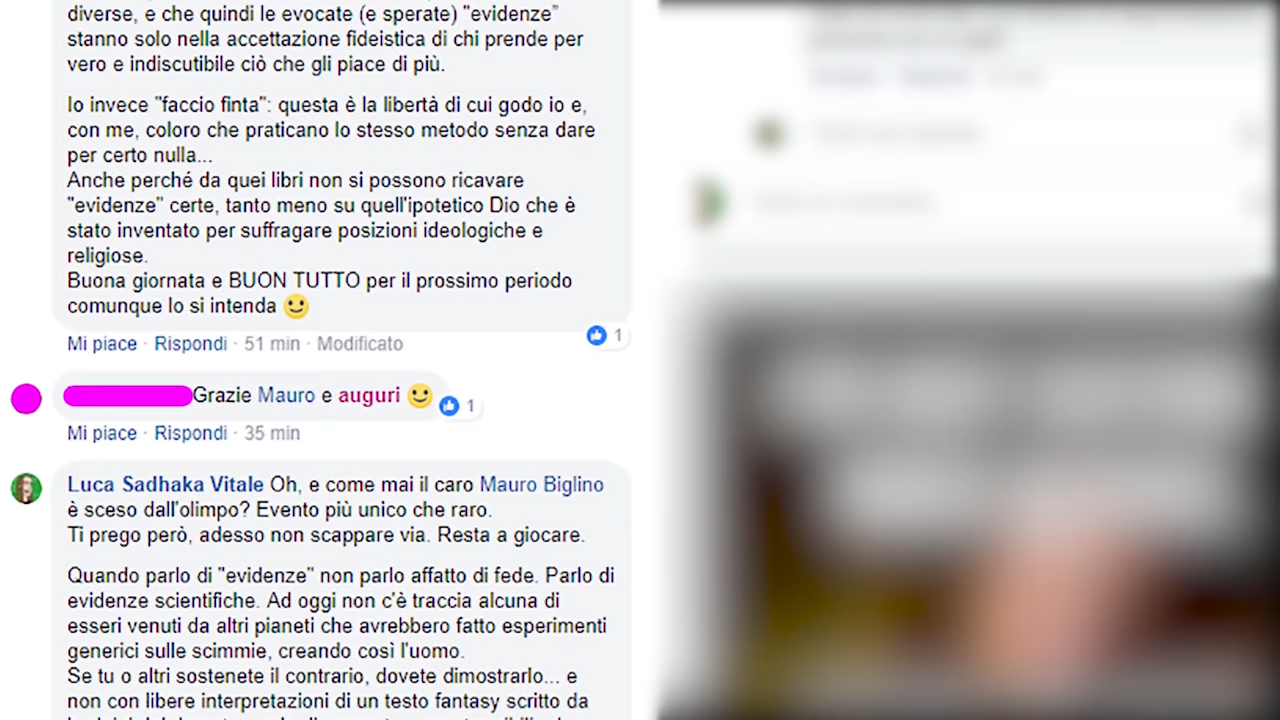 diverse, e che quindi le evocate (e sperate) "evidenze"
stanno solo nella accettazione fideistica di chi prende per
vero e indiscutibile ciò che gli piace di più.
Io invece "faccio finta": questa è la libertà di cui godo io e,
con me, coloro che praticano lo stesso metodo senza dare
per certo nulla...
Anche perché da quei libri non si possono ricavare
"evidenze" certe, tanto meno su quell'ipotetico Dio che è
stato inventato per suffragare posizioni ideologiche e
religiose.
Buona giornata e BUON TUTTO per il prossimo periodo
comunque lo si intenda 🙂
Mi piace · Rispondi · 51 min · Modificato
1
Grazie Mauro e auguri 🙂
1
Mi piace · Rispondi · 35 min
Luca Sadhaka Vitale Oh, e come mai il caro Mauro Biglino
è sceso dall'olimpo? Evento più unico che raro.
Ti prego però, adesso non scappare via. Resta a giocare.
Quando parlo di "evidenze" non parlo affatto di fede. Parlo di
evidenze scientifiche. Ad oggi non c'è traccia alcuna di
esseri venuti da altri pianeti che avrebbero fatto esperimenti
generici sulle scimmie, creando così l'uomo.
Se tu o altri sostenete il contrario, dovete dimostrarlo... e
non con libere interpretazioni di un testo fantasy scritto da